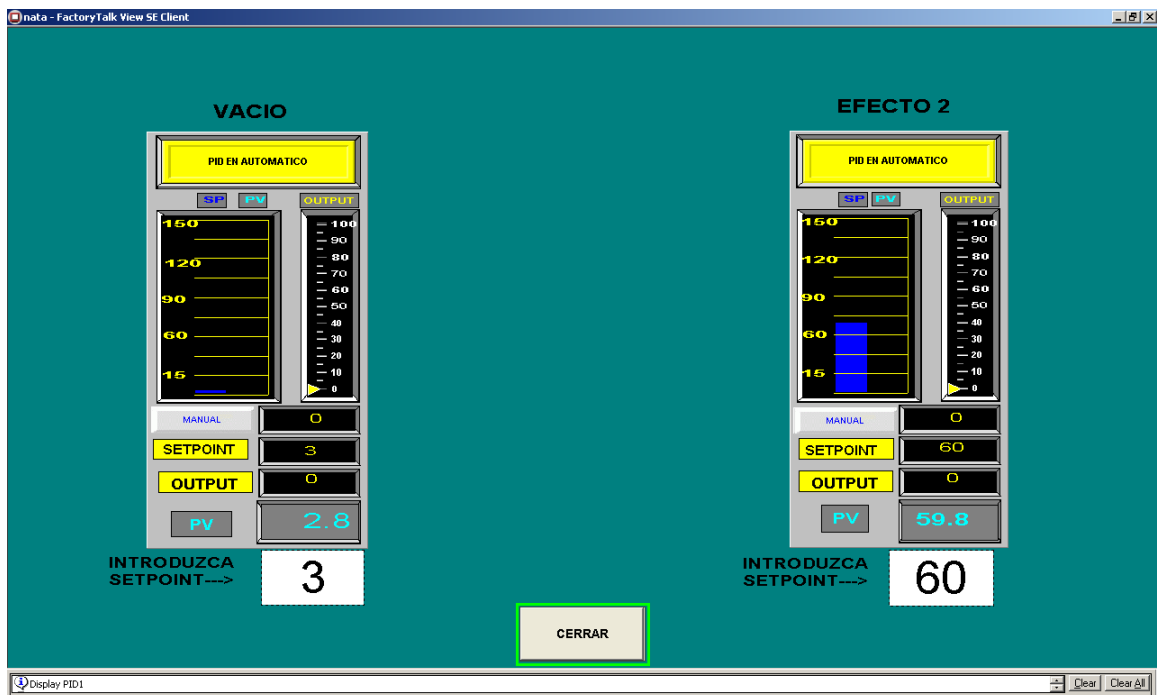 nata - FactoryTalk View SE Client
VACIO
PID EN AUTOMATICO
SP PV OUTPUT
150
120
90
60
15
100
90
80
70
60
50
40
30
20
10
0
MANUAL 0
SETPOINT 3
OUTPUT 0
PV 2.8
INTRODUZCA
SETPOINT--->
3
EFECTO 2
PID EN AUTOMATICO
SP PV OUTPUT
150
120
90
60
15
100
90
80
70
60
50
40
30
20
10
0
MANUAL 0
SETPOINT 60
OUTPUT 0
PV 59.8
INTRODUZCA
SETPOINT--->
60
CERRAR
Display PID1
Clear Clear All